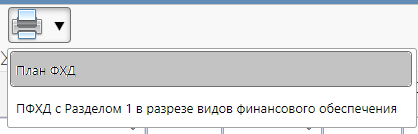 План ФХД
ПФХД с Разделом 1 в разрезе видов финансового обеспечения